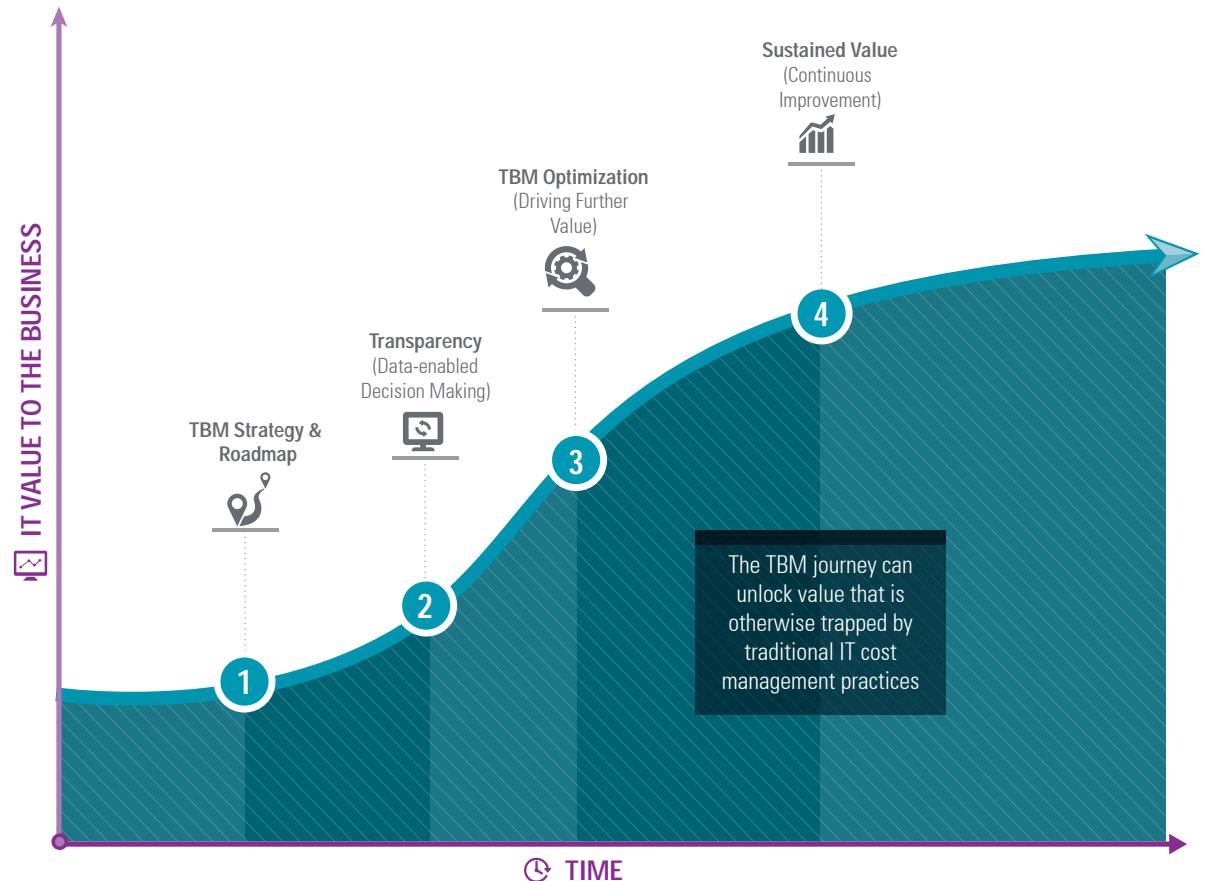 Sustained Value
(Continuous
Improvement)
TBM Optimization
(Driving Further
Value)
Transparency
(Data-enabled
Decision Making)
TBM Strategy &
Roadmap
IT VALUE TO THE BUSINESS
1
2
3
4
The TBM journey can
unlock value that is
otherwise trapped by
traditional IT cost
management practices
TIME